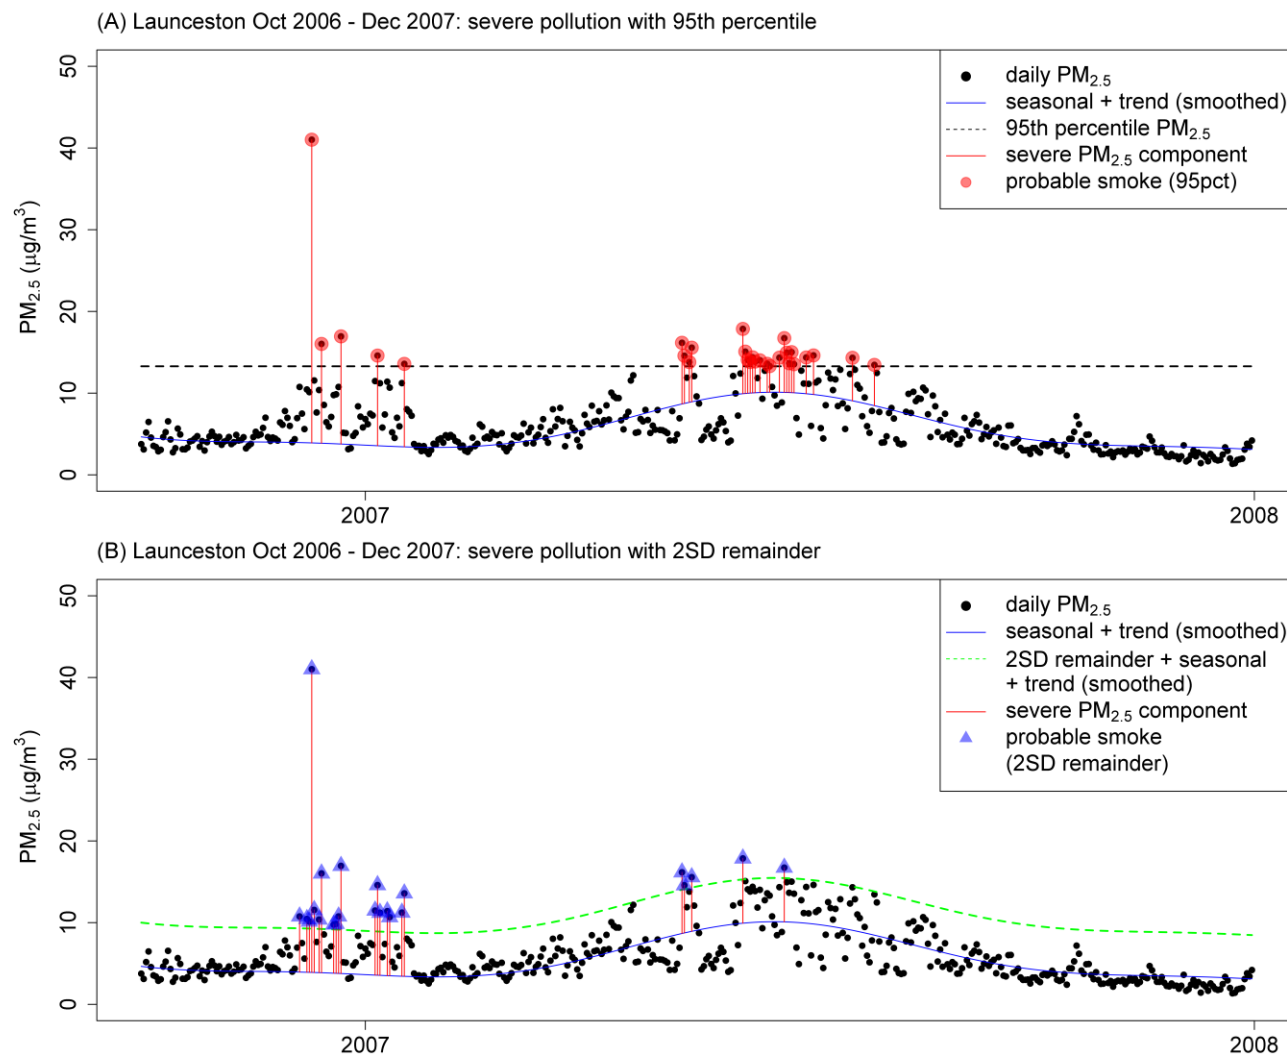 (A) Launceston Oct 2006 - Dec 2007: severe pollution with 95th percentile
50
40
30
20
10
0
PM2.5 (µg/m3)
daily PM2.5
seasonal + trend (smoothed)
95th percentile PM2.5
severe PM2.5 component
probable smoke (95pct)
2007
2008
(B) Launceston Oct 2006 - Dec 2007: severe pollution with 2SD remainder
50
40
30
20
10
0
PM2.5 (µg/m3)
daily PM2.5
seasonal + trend (smoothed)
2SD remainder + seasonal
+ trend (smoothed)
severe PM2.5 component
probable smoke
(2SD remainder)
2007
2008